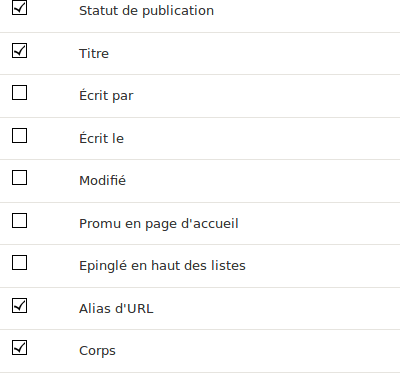 Statut de publication
Titre
Écrit par
Écrit le
Modifié
Promu en page d'accueil
Epinglé en haut des listes
Alias d'URL
Corps